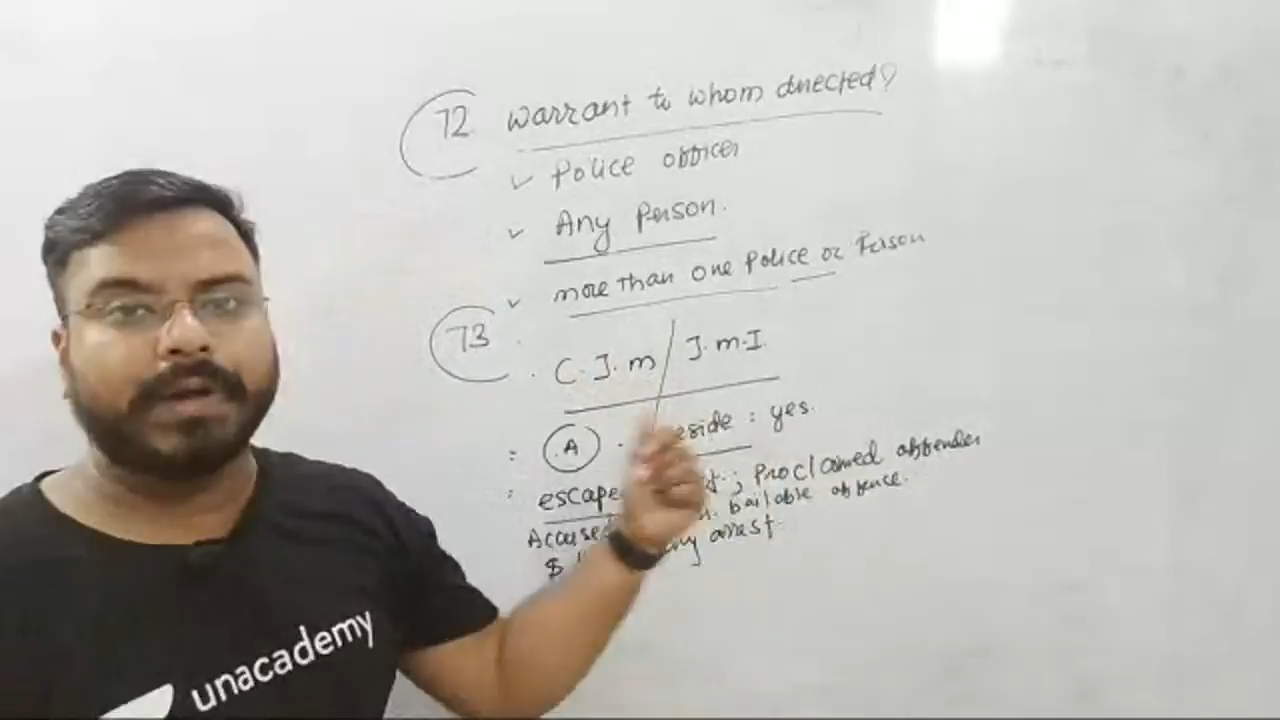 72 Warrant to whom directed?
✓ Police officer
✓ Any Person.
✓ more than one Police or Person
73 . C.J.M / J.M.I.
: A . reside : yes.
: escape ; Proclaimed offender
Accused bailable offence.
$ arrest.
unacademy